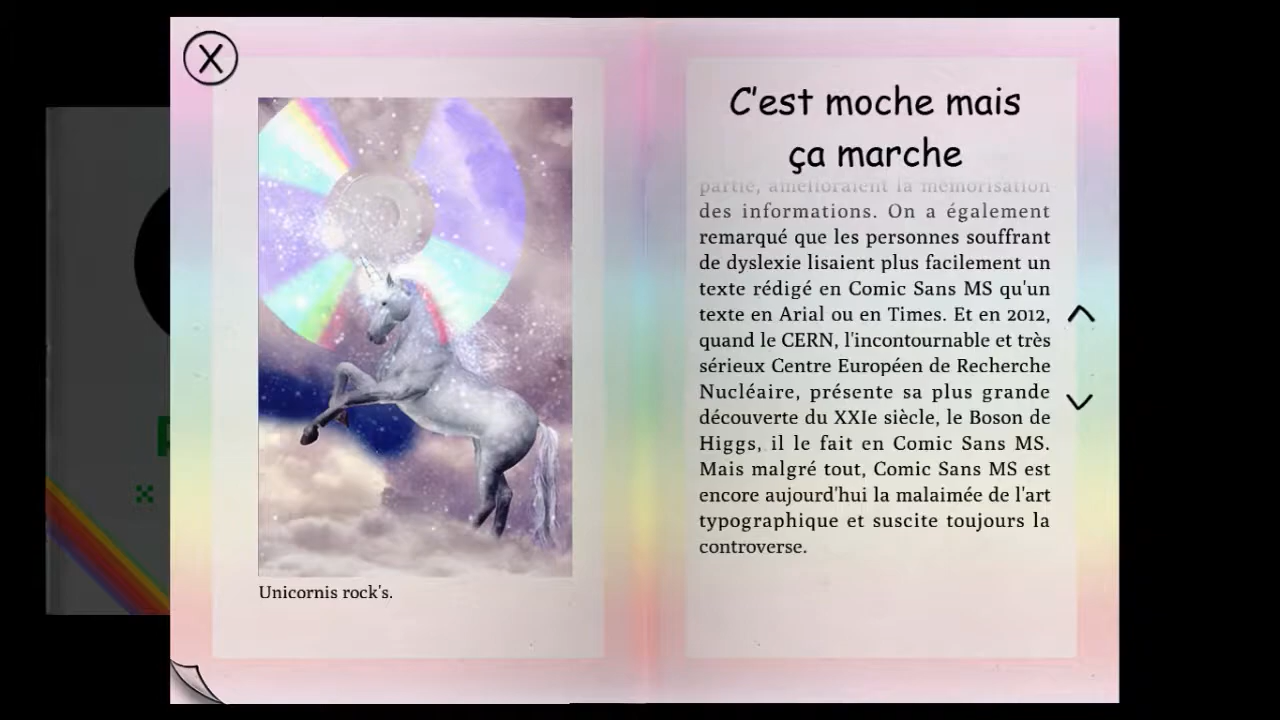 X
Unicornis rock's.
C'est moche mais
ça marche
partie, amélioraient la mémorisation
des informations. On a également
remarqué que les personnes souffrant
de dyslexie lisaient plus facilement un
texte rédigé en Comic Sans MS qu'un
texte en Arial ou en Times. Et en 2012,
quand le CERN, l'incontournable et très
sérieux Centre Européen de Recherche
Nucléaire, présente sa plus grande
découverte du XXIe siècle, le Boson de
Higgs, il le fait en Comic Sans MS.
Mais malgré tout, Comic Sans MS est
encore aujourd'hui la malaimée de l'art
typographique et suscite toujours la
controverse.